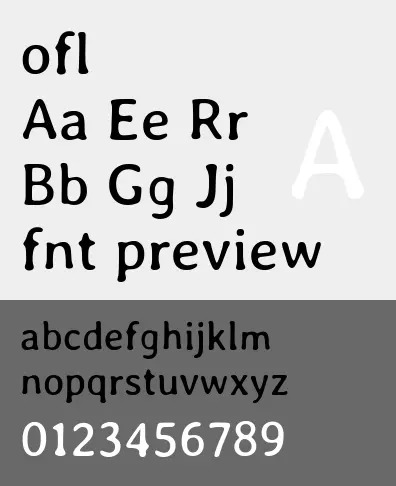 ofl
Aa Ee Rr
A
Bb Gg Jj
fnt preview
abcdefghijklm
nopqrstuvwxyz
0123456789